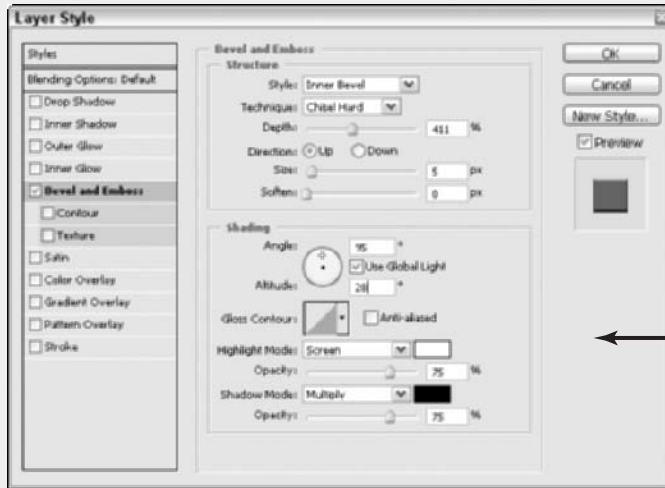 Layer Style
Styles
Blending Options: Default
Drop Shadow
Inner Shadow
Outer Glow
Inner Glow
Bevel and Emboss
Contour
Texture
Satin
Color Overlay
Gradient Overlay
Pattern Overlay
Stroke
Bevel and Emboss
Structure
Style: Inner Bevel
Technique: Chisel Hard
Depth: 411 %
Direction: Up Down
Size: 5 px
Soften: 0 px
Shading
Angle: 95 °
Use Global Light
Altitude: 28 °
Gloss Contour: Anti-aliased
Highlight Mode: Screen
Opacity: 75 %
Shadow Mode: Multiply
Opacity: 75 %
OK
Cancel
New Style...
Preview